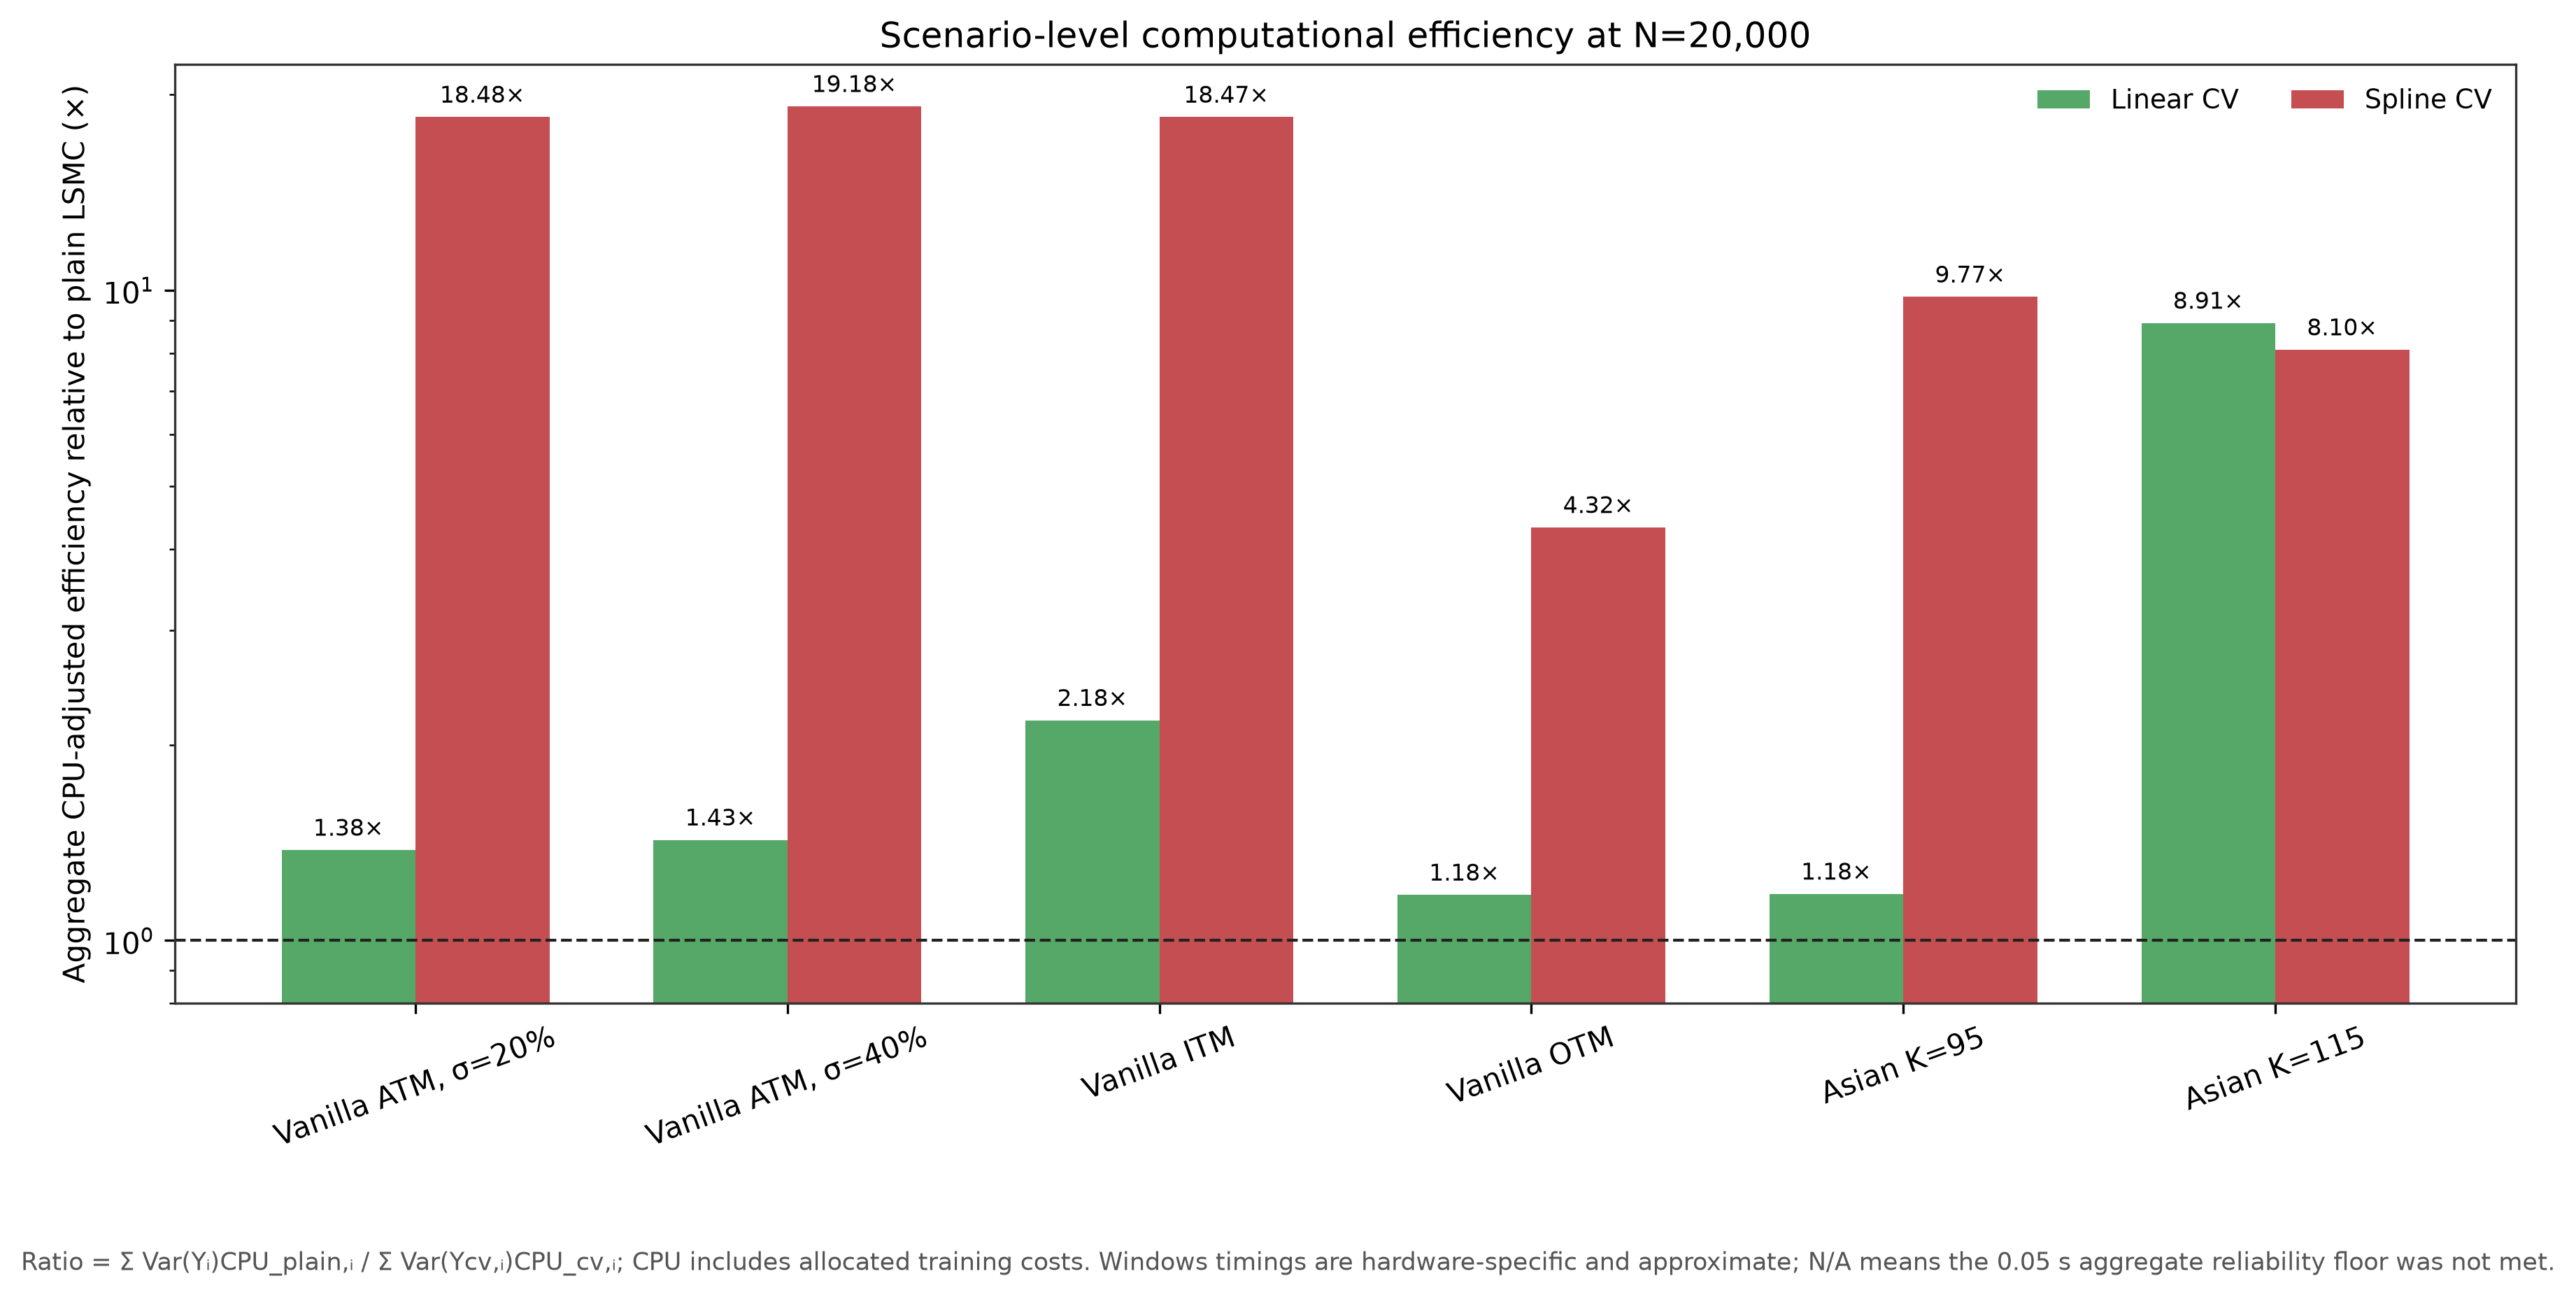 Scenario-level computational efficiency at N=20,000
Aggregate CPU-adjusted efficiency relative to plain LSMC (×)
Linear CV
Spline CV
10¹
10⁰
1.38×
18.48×
1.43×
19.18×
2.18×
18.47×
1.18×
4.32×
1.18×
9.77×
8.91×
8.10×
Vanilla ATM, σ=20%
Vanilla ATM, σ=40%
Vanilla ITM
Vanilla OTM
Asian K=95
Asian K=115
Ratio = Σ Var(Yᵢ)CPU_plain,ᵢ / Σ Var(Ycv,ᵢ)CPU_cv,ᵢ; CPU includes allocated training costs. Windows timings are hardware-specific and approximate; N/A means the 0.05 s aggregate reliability floor was not met.